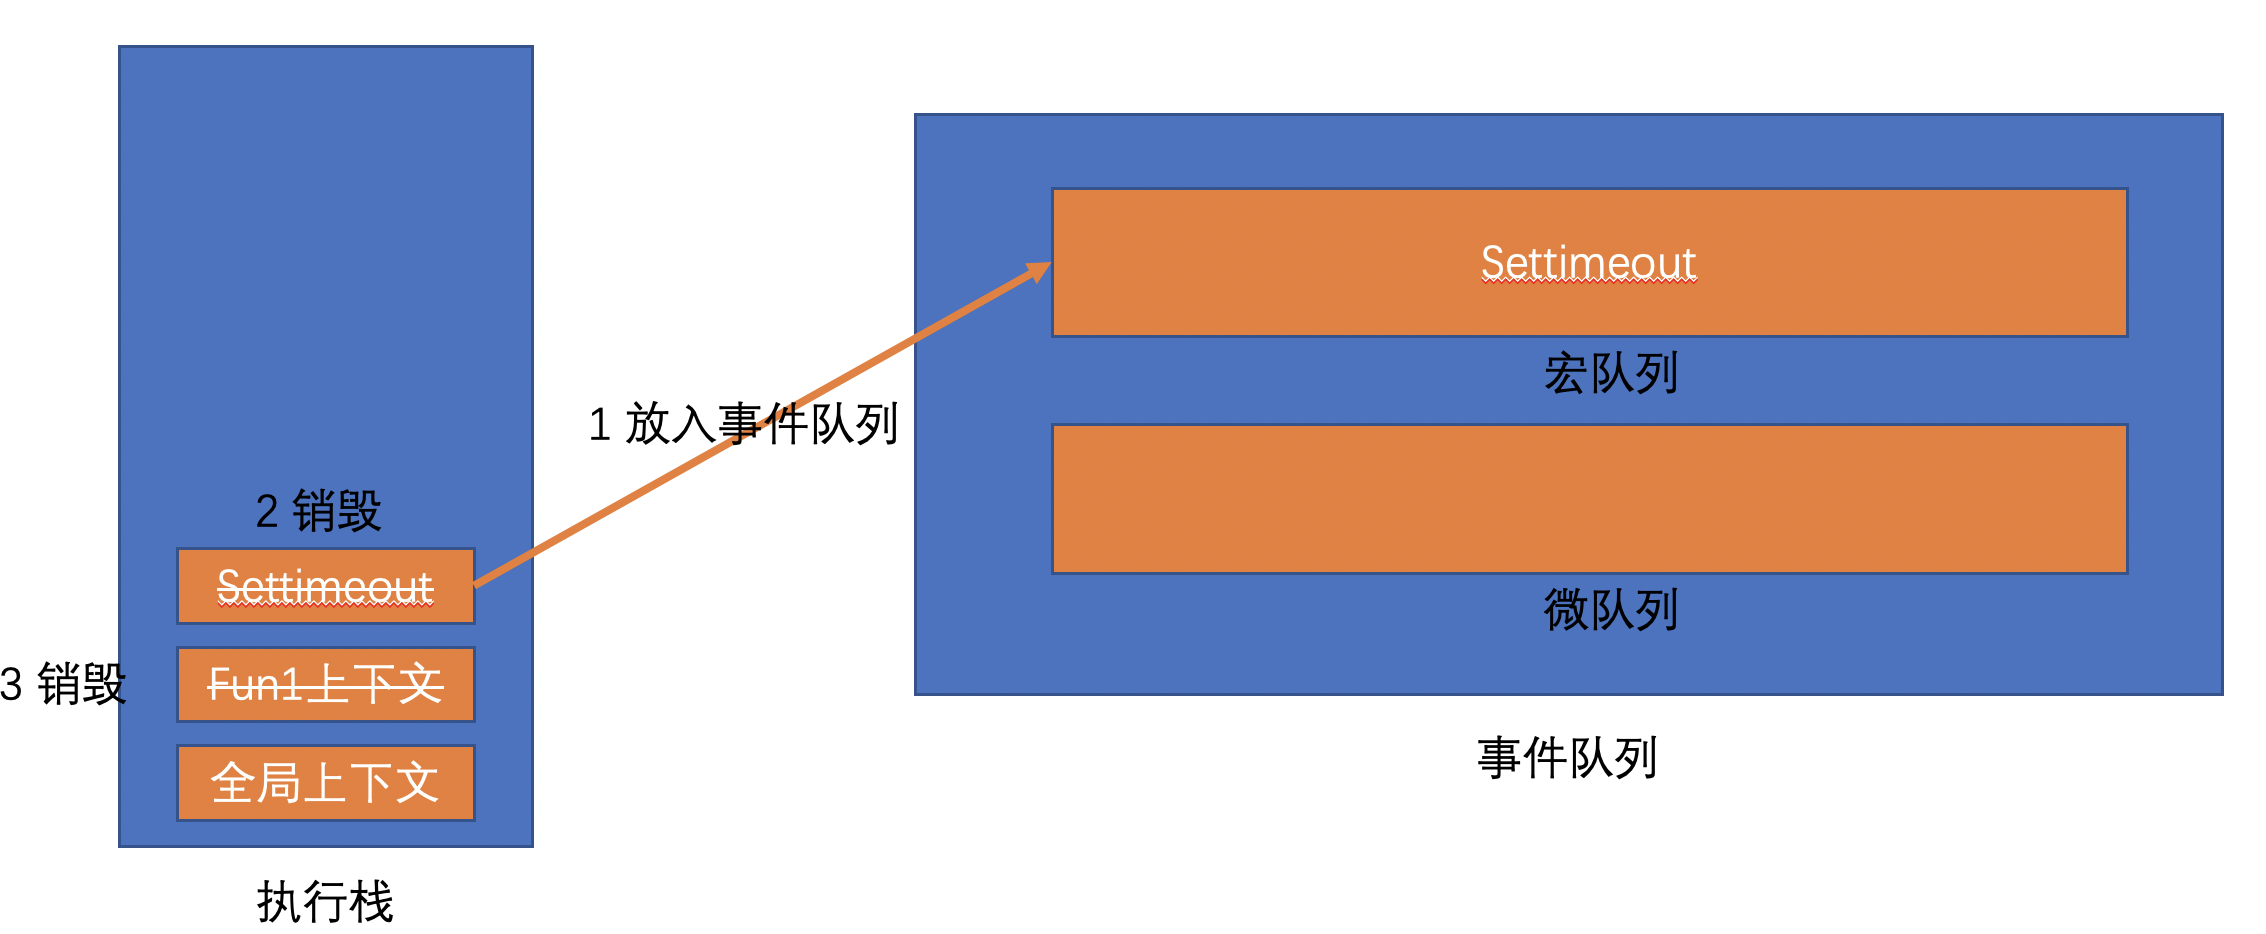 2 销毁
Settimeout
3 销毁
Fun1上下文
全局上下文
执行栈
1 放入事件队列
Settimeout
宏队列
微队列
事件队列